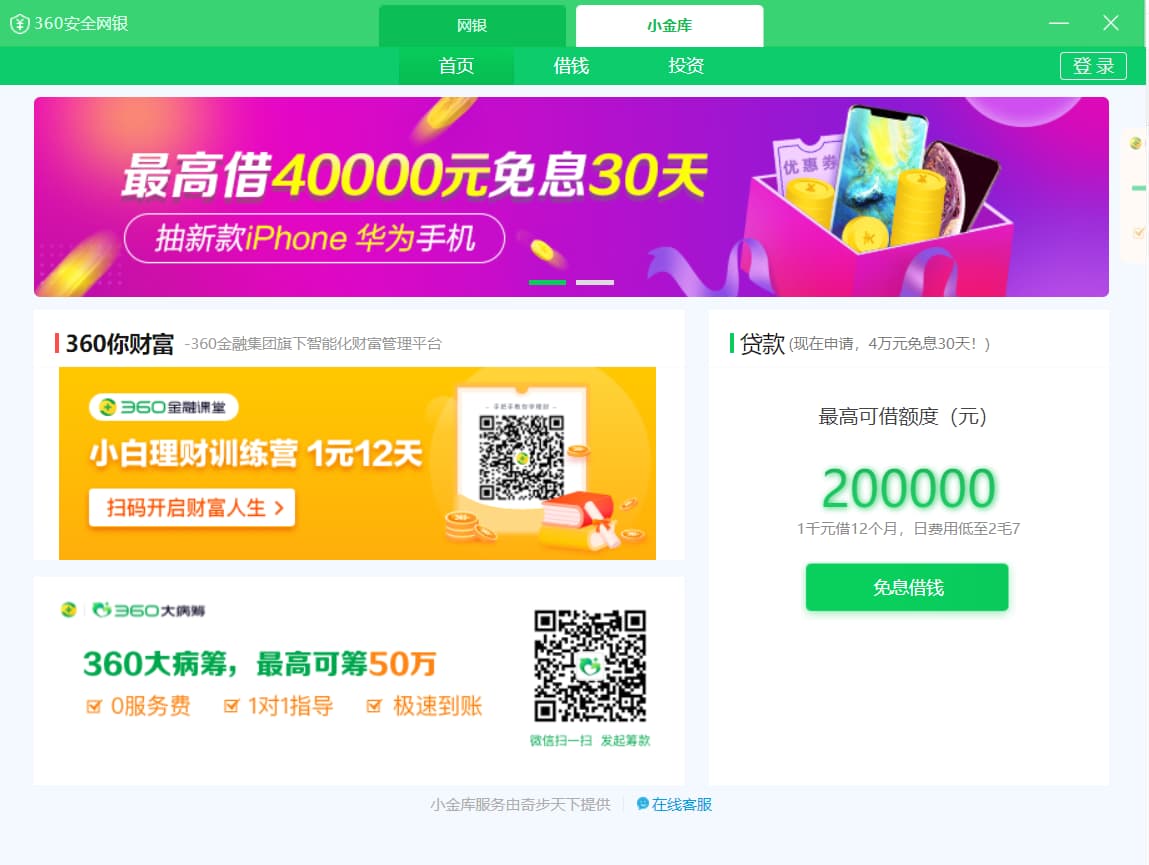 360安全网银
网银
小金库
首页
借钱
投资
登 录
最高借40000元免息30天
优惠券
抽新款iPhone 华为手机
360你财富 -360金融集团旗下智能化财富管理平台
360金融课堂
小白理财训练营 1元12天
扫码开启财富人生 >
贷款 (现在申请，4万元免息30天！)
最高可借额度（元）
200000
1千元借12个月，日费用低至2毛7
免息借钱
360大病筹
360大病筹，最高可筹50万
0服务费 1对1指导 极速到账
微信扫一扫 发起筹款
小金库服务由奇步天下提供
在线客服